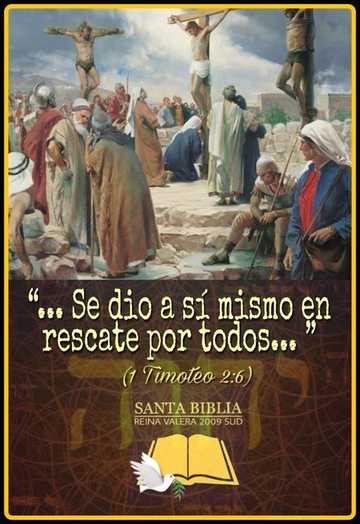 “... Se dio a sí mismo en
rescate por todos... ”
(1 Timoteo 2:6)
SANTA BIBLIA
REINA VALERA 2009 SUD